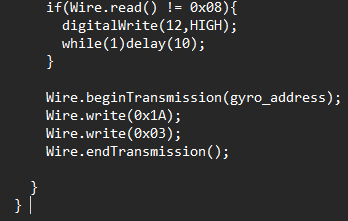 if(Wire.read() != 0x08){
digitalWrite(12,HIGH);
while(1)delay(10);
}
Wire.beginTransmission(gyro_address);
Wire.write(0x1A);
Wire.write(0x03);
Wire.endTransmission();
}
}